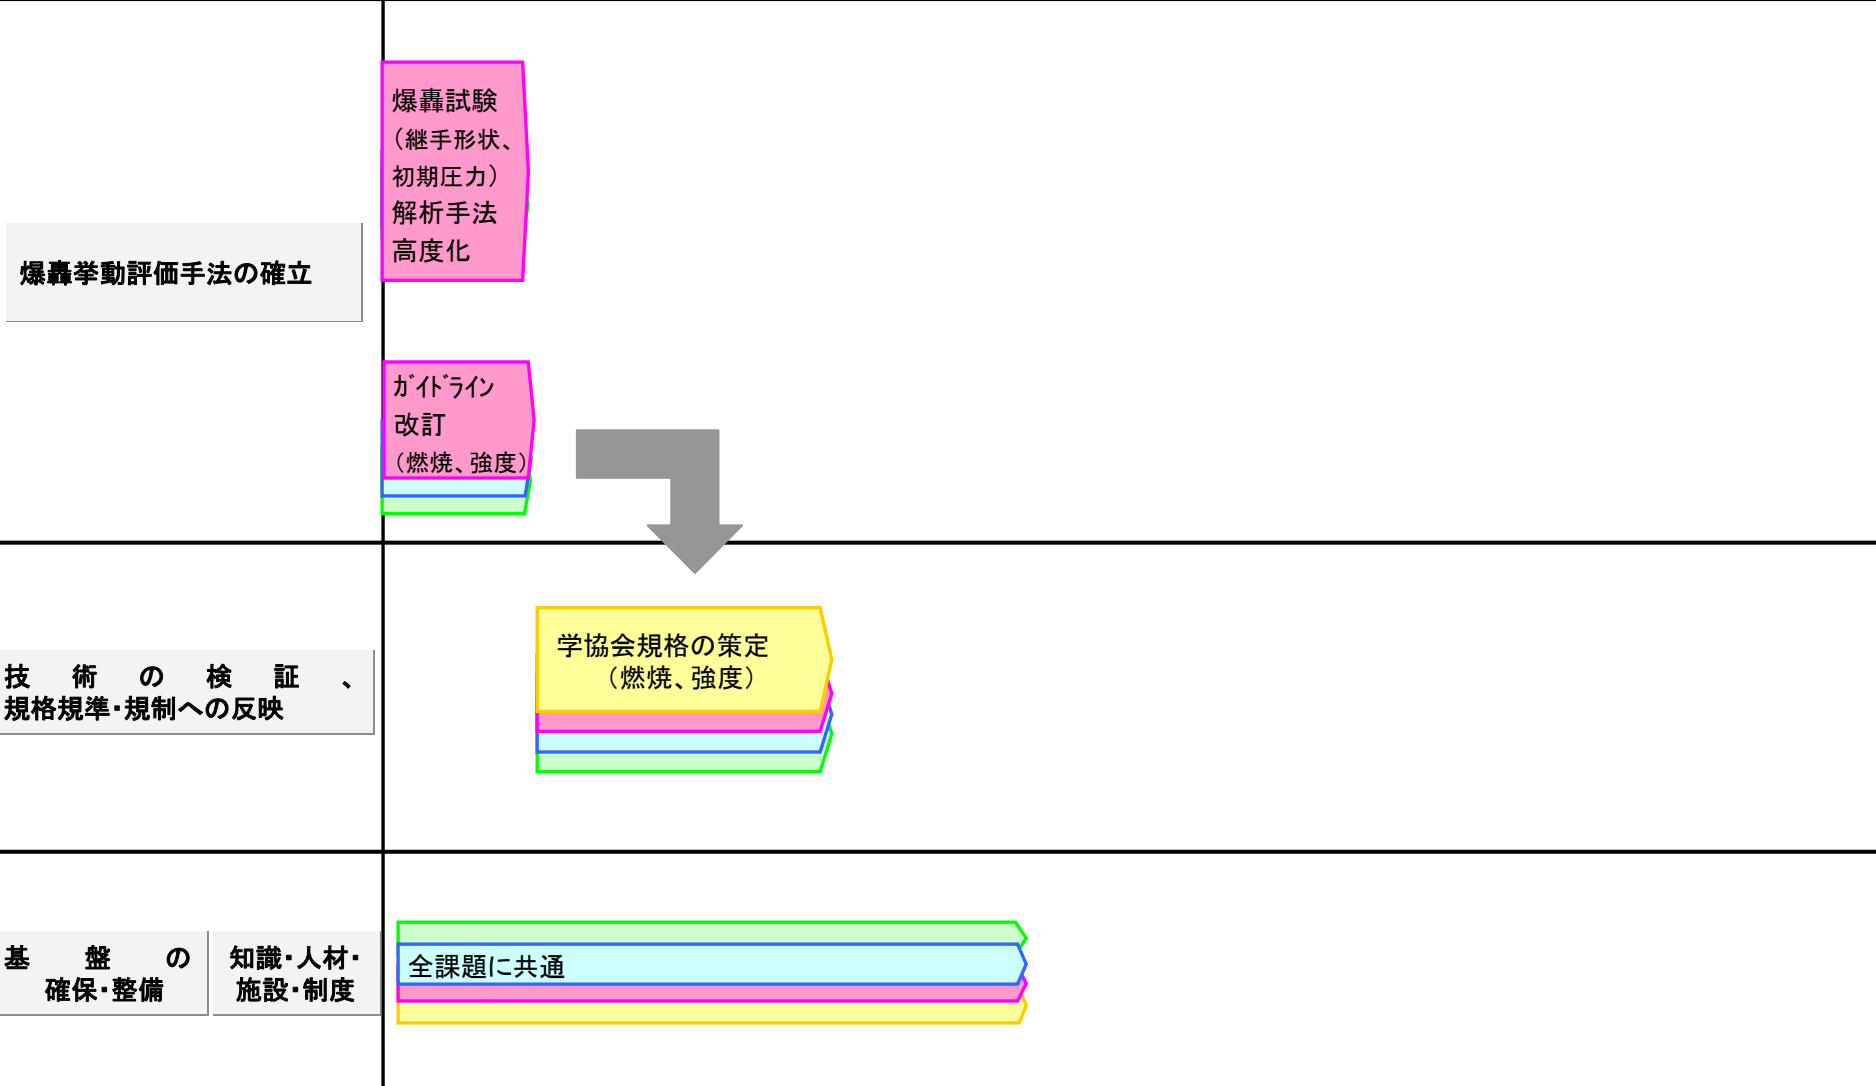 爆轟試験
（継手形状、
初期圧力）
解析手法
高度化
爆轟挙動評価手法の確立
ｶﾞｲﾄﾞﾗｲﾝ
改訂
（燃焼、強度）
学協会規格の策定
（燃焼、強度）
技術の検証、
規格規準・規制への反映
基盤の
確保・整備
知識・人材・
施設・制度
全課題に共通